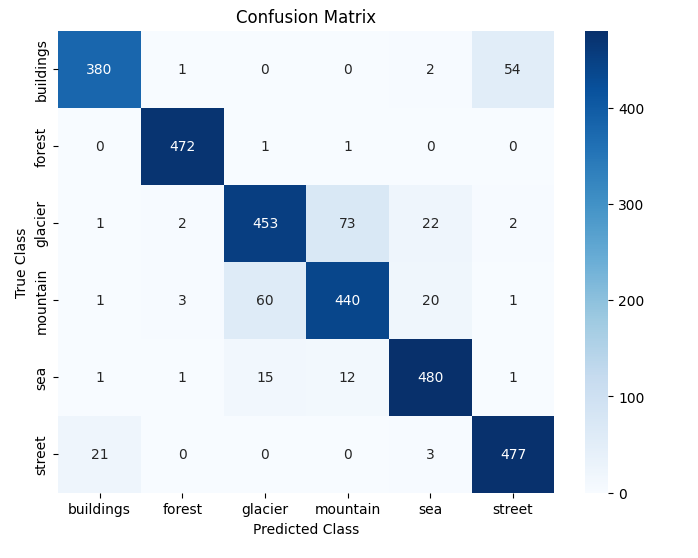 Confusion Matrix
buildings 380 1 0 0 2 54
forest 0 472 1 1 0 0
glacier 1 2 453 73 22 2
mountain 1 3 60 440 20 1
sea 1 1 15 12 480 1
street 21 0 0 0 3 477
buildings forest glacier mountain sea street
True Class
Predicted Class
400
300
200
100
0